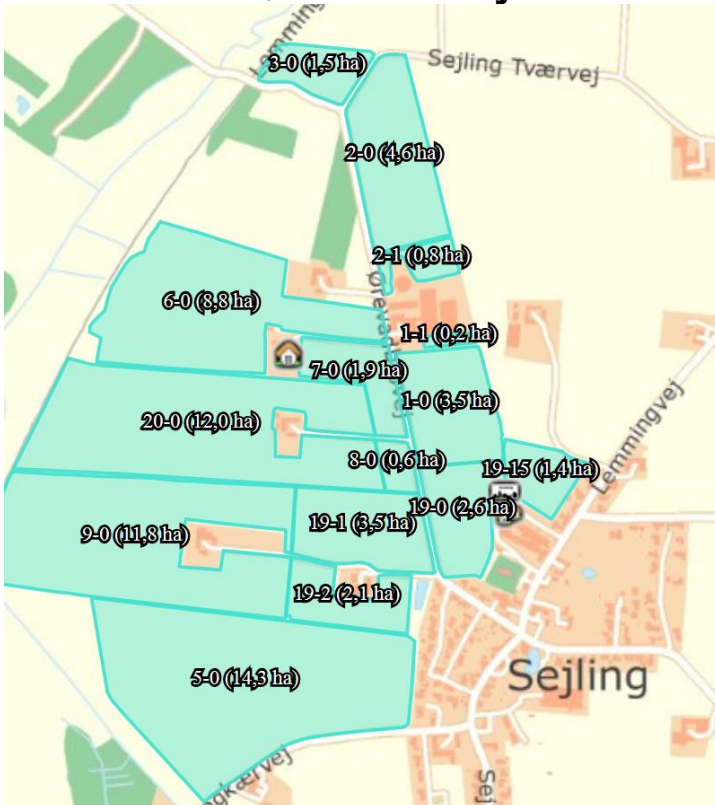 Lemming
3-0 (1,5 ha)
Sejling Tværvej
2-0 (4,6 ha)
2-1 (0,8 ha)
6-0 (8,8 ha)
1-1 (0,2 ha)
7-0 (1,9 ha)
1-0 (3,5 ha)
20-0 (12,0 ha)
8-0 (0,6 ha)
19-15 (1,4 ha)
Lemmingvej
19-0 (2,6 ha)
19-1 (3,5 ha)
9-0 (11,8 ha)
19-2 (2,1 ha)
5-0 (14,3 ha)
Sejling
gkærvej
Sej